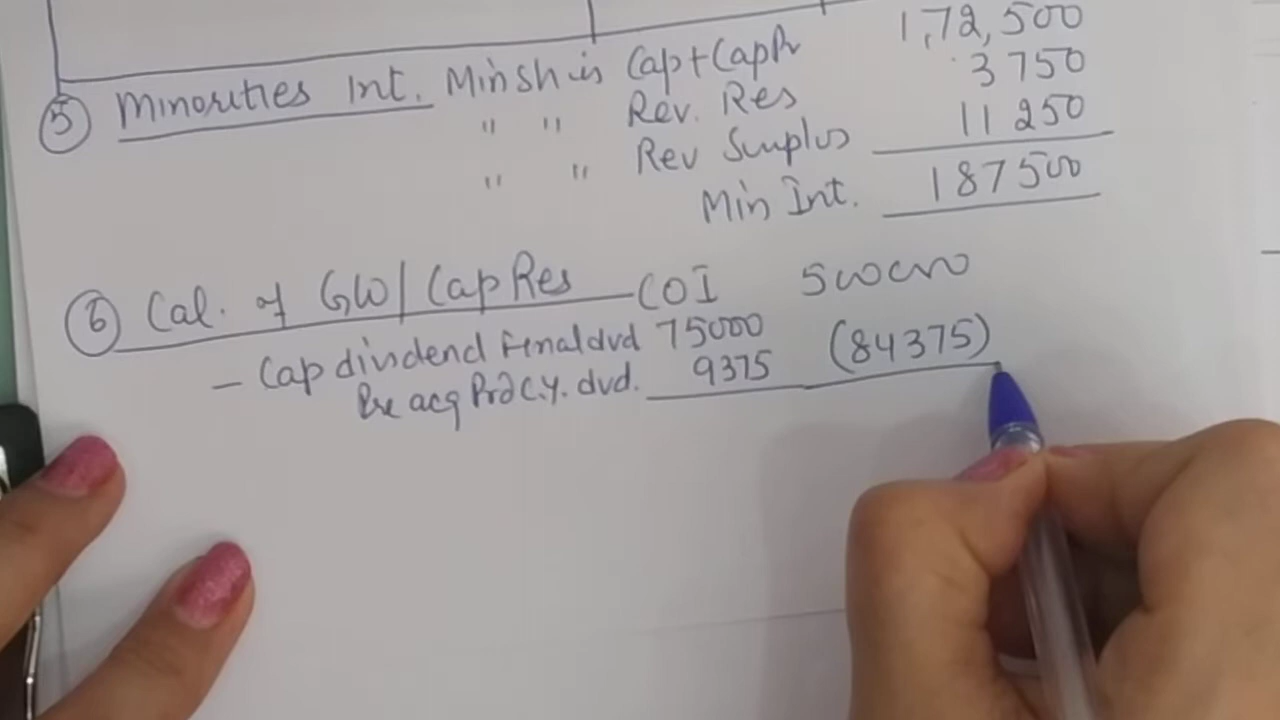 1,72,500
⑤ Minorities Int. Min sh in Cap+Cap Pr 3750
" " Rev. Res 11 250
" " Rev Surplus
Min Int. 187500
⑥ Cal. of GW/Cap Res COI 500000
- Cap dividend Final dvd 75000 (84375)
Pre acq Pr C.Y. dvd. 9375